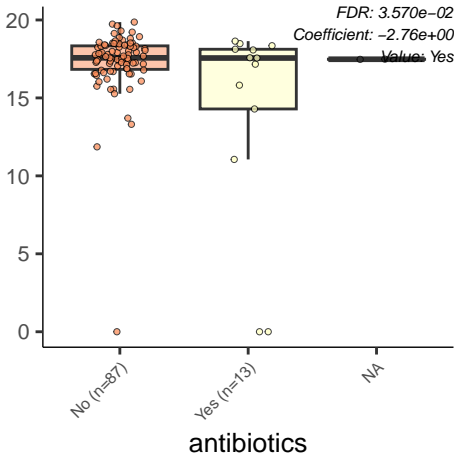 FDR: 3.570e−02
Coefficient: −2.76e+00
Value: Yes
20
15
10
5
0
No (n=87)
Yes (n=13)
NA
antibiotics